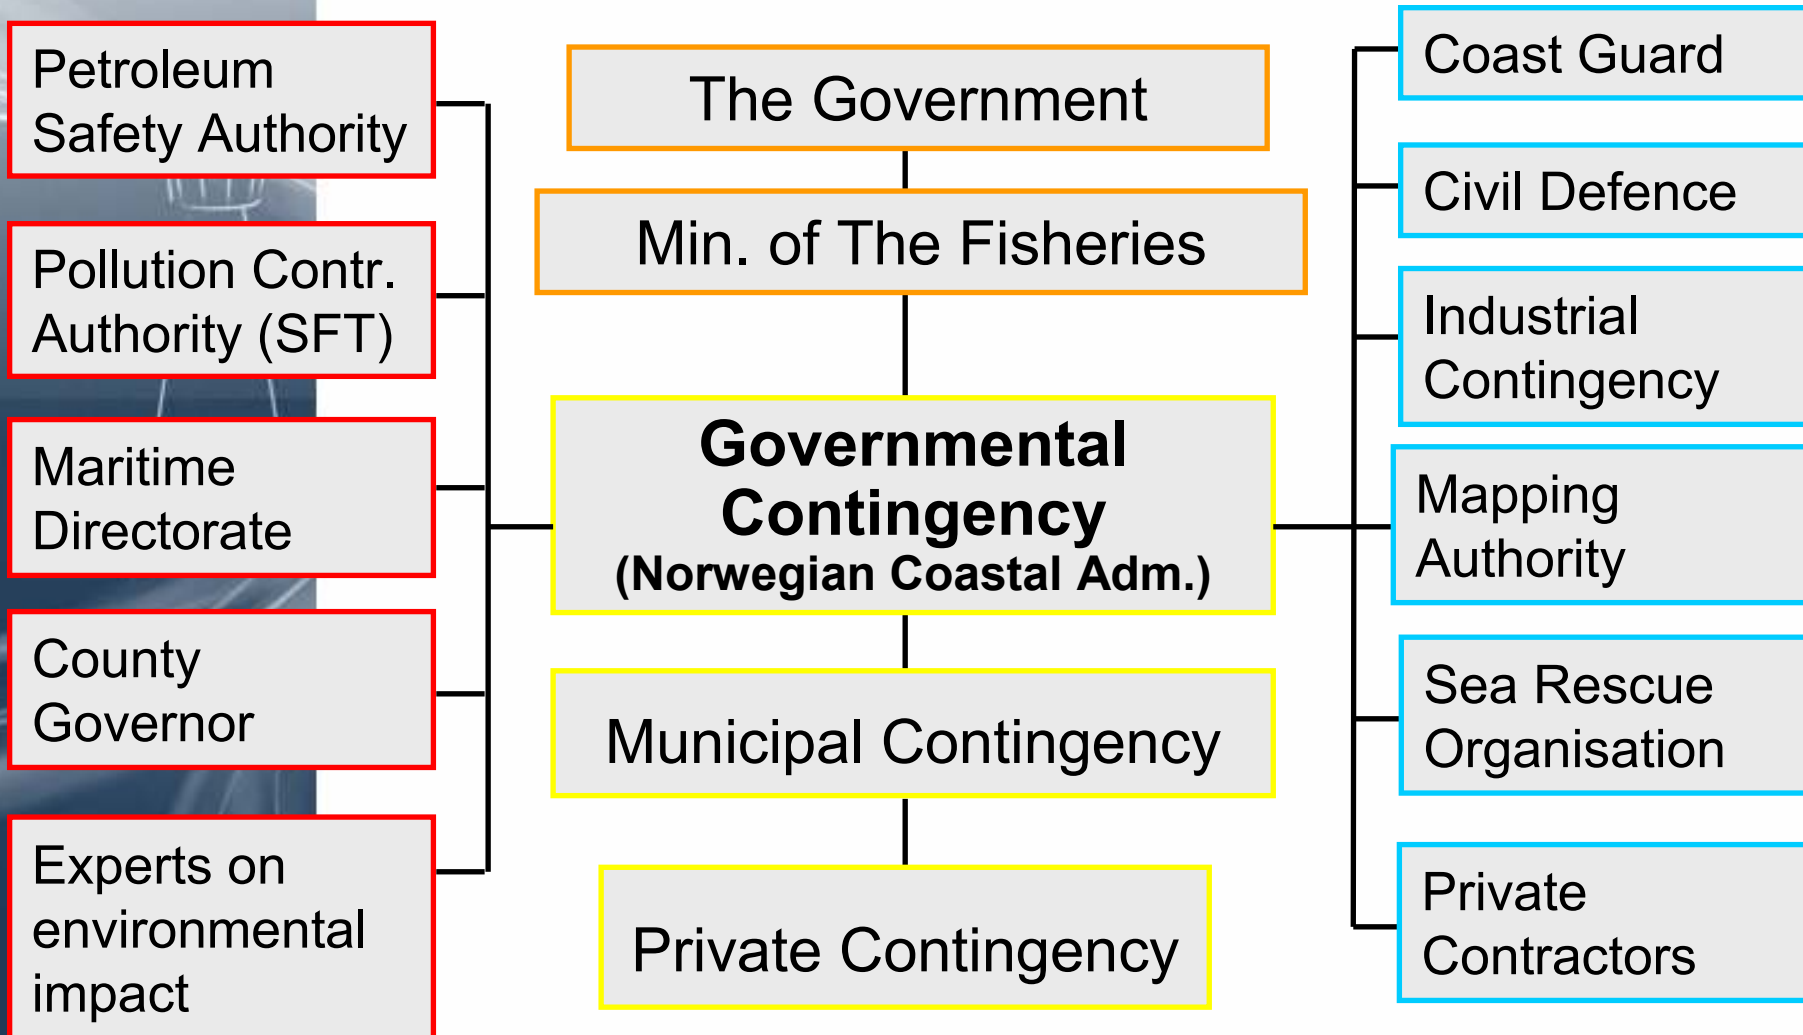 Petroleum
Safety Authority
Pollution Contr.
Authority (SFT)
Maritime
Directorate
County
Governor
Experts on
environmental
impact
The Government
Min. of The Fisheries
Governmental
Contingency
(Norwegian Coastal Adm.)
Municipal Contingency
Private Contingency
Coast Guard
Civil Defence
Industrial
Contingency
Mapping
Authority
Sea Rescue
Organisation
Private
Contractors